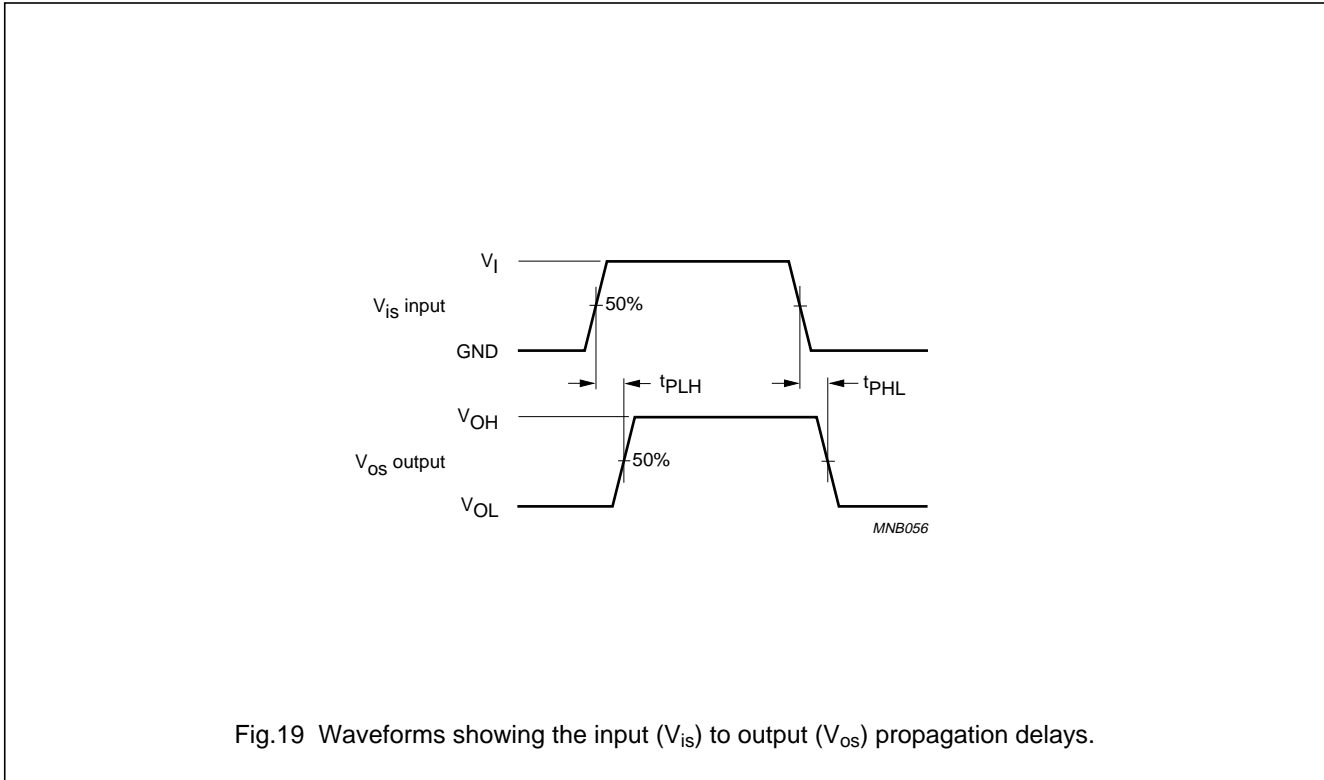 VI
Vis input
50%
GND
tPLH
tPHL
VOH
Vos output
50%
VOL
MNB056
Fig.19 Waveforms showing the input (Vis) to output (Vos) propagation delays.